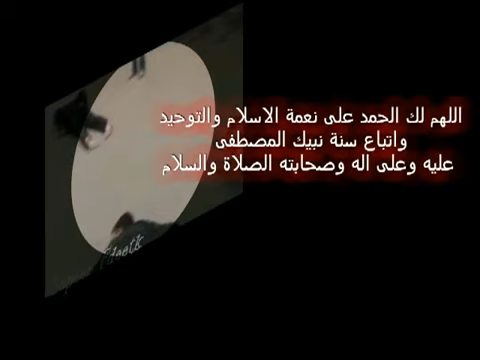 اللهم لك الحمد على نعمة الاسلام والتوحيد
واتباع سنة نبيك المصطفى
عليه وعلى اله وصحابته الصلاة والسلام